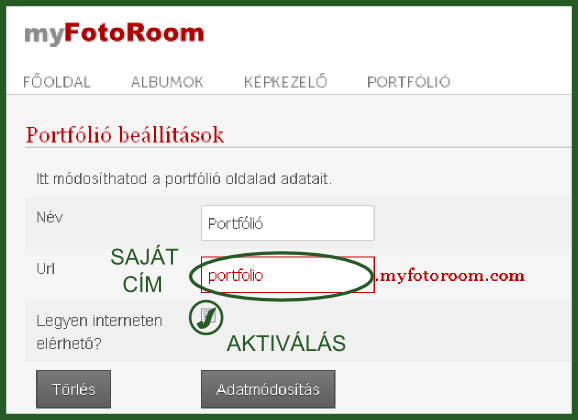 myFotoRoom
FŐOLDAL ALBUMOK KÉPKEZELŐ PORTFÓLIÓ
Portfólió beállítások
Itt módosíthatod a portfólió oldalad adatait.
Név Portfólió
SAJÁT CÍM
Url portfolio .myfotoroom.com
Legyen interneten
elérhető?
AKTIVÁLÁS
Törlés Adatmódosítás